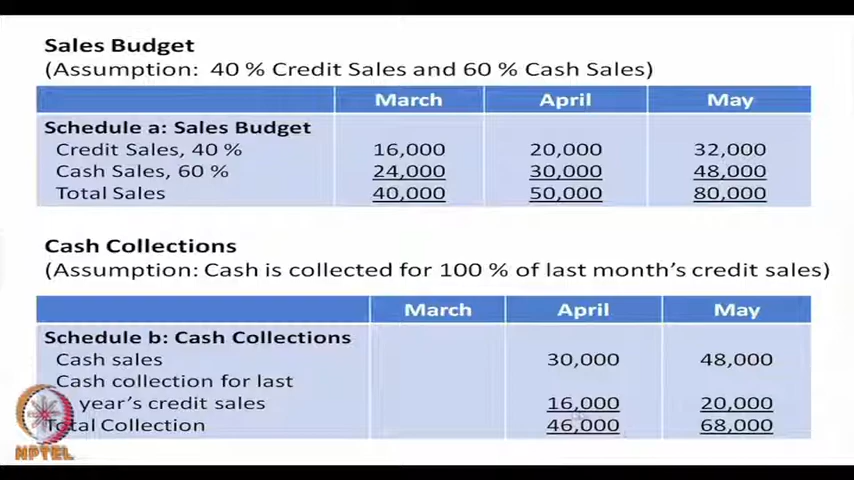 Sales Budget
(Assumption: 40 % Credit Sales and 60 % Cash Sales)
March April May
Schedule a: Sales Budget
Credit Sales, 40 % 16,000 20,000 32,000
Cash Sales, 60 % 24,000 30,000 48,000
Total Sales 40,000 50,000 80,000
Cash Collections
(Assumption: Cash is collected for 100 % of last month's credit sales)
March April May
Schedule b: Cash Collections
Cash sales 30,000 48,000
Cash collection for last
year's credit sales 16,000 20,000
Total Collection 46,000 68,000
NPTEL